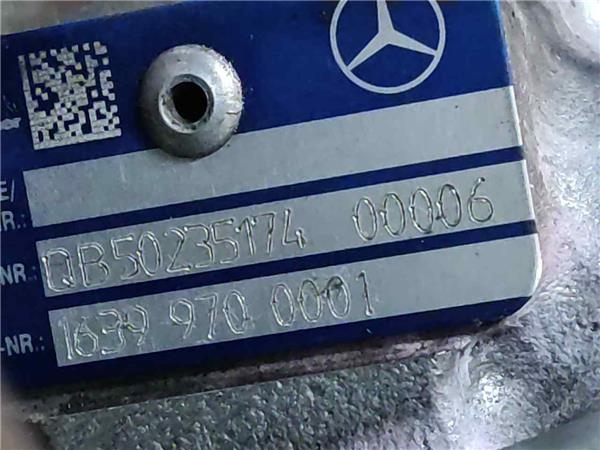 E/
R.:
NR.: QB50235174 00006
-NR.: 1639 970 0001